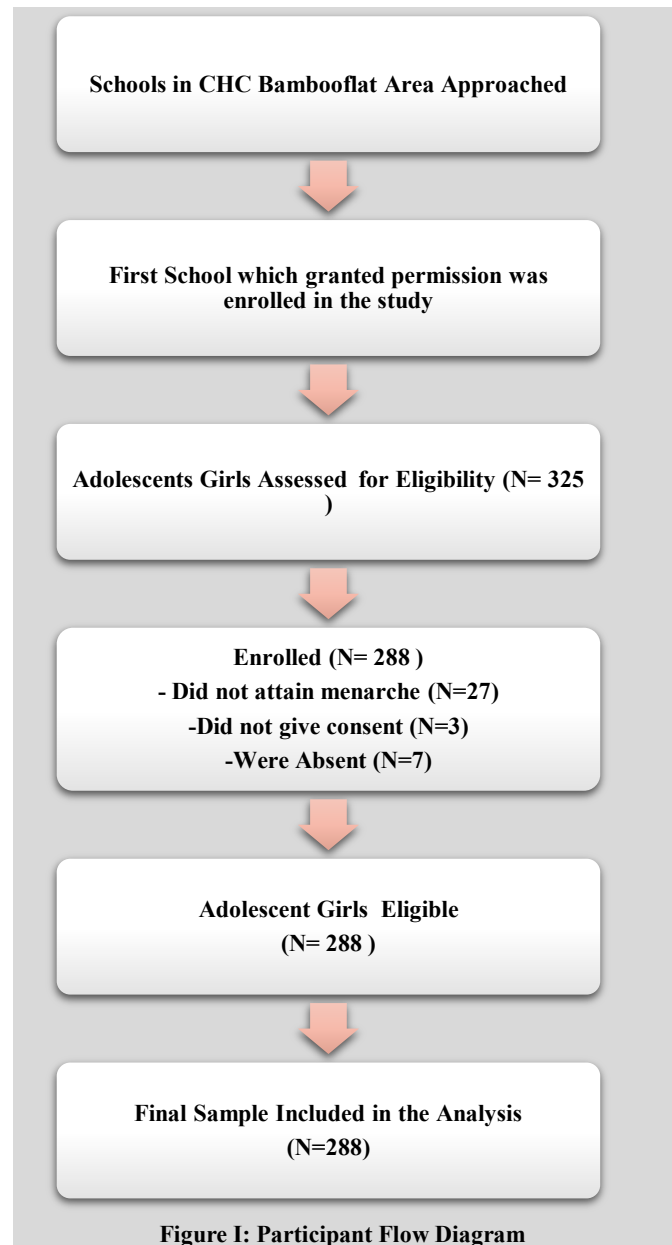 Schools in CHC Bambooflat Area Approached
First School which granted permission was
enrolled in the study
Adolescents Girls Assessed for Eligibility (N= 325
)
Enrolled (N= 288 )
- Did not attain menarche (N=27)
-Did not give consent (N=3)
-Were Absent (N=7)
Adolescent Girls Eligible
(N= 288 )
Final Sample Included in the Analysis
(N=288)
Figure I: Participant Flow Diagram